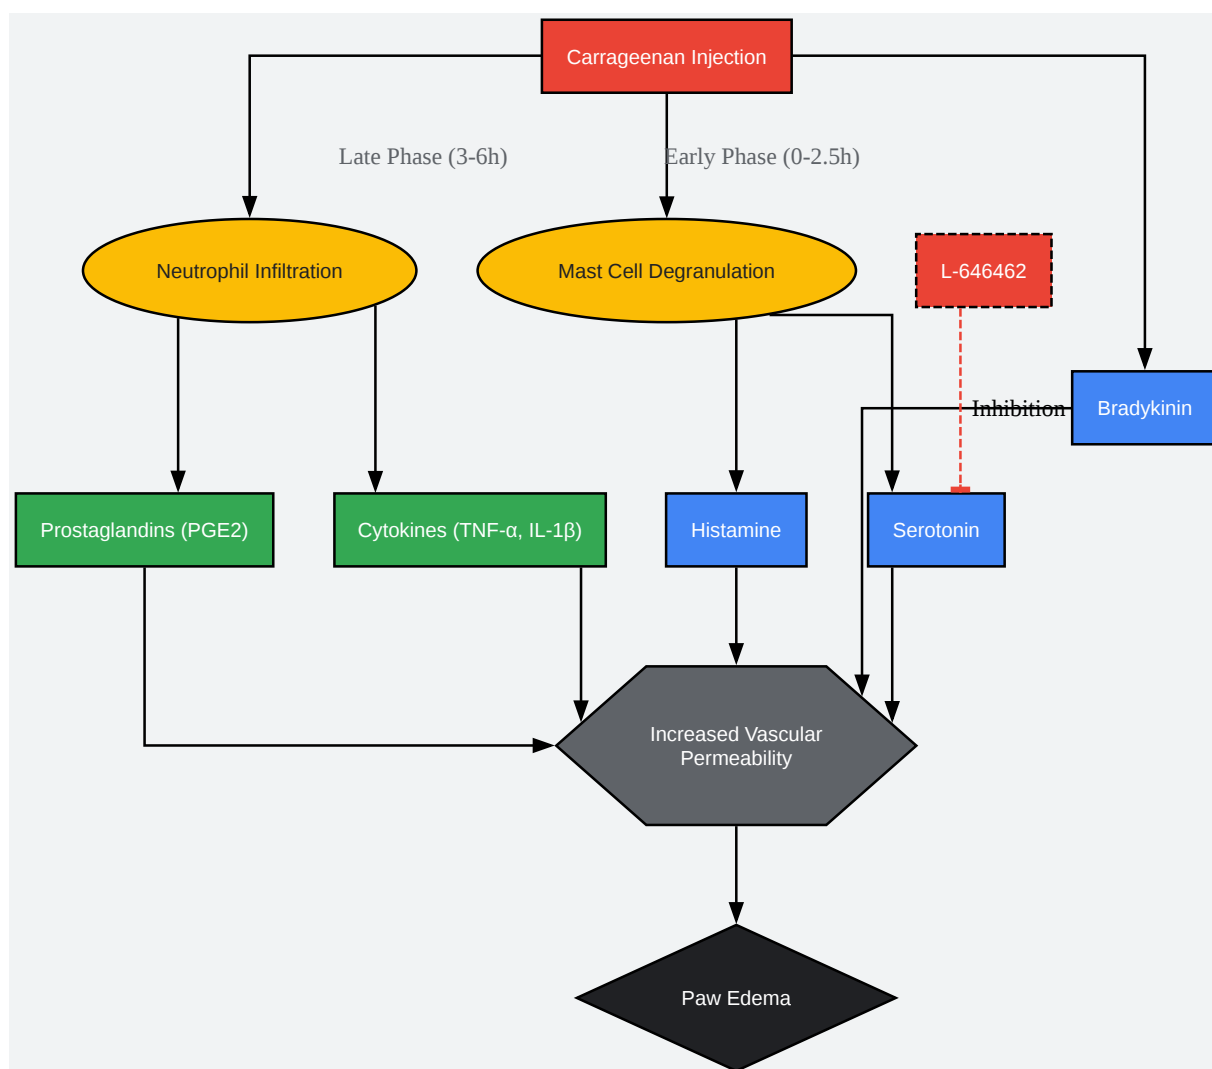 Carrageenan Injection
Late Phase (3-6h)
Early Phase (0-2.5h)
Neutrophil Infiltration
Mast Cell Degranulation
L-646462
Inhibition
Bradykinin
Prostaglandins (PGE2)
Cytokines (TNF-α, IL-1β)
Histamine
Serotonin
Increased Vascular
Permeability
Paw Edema